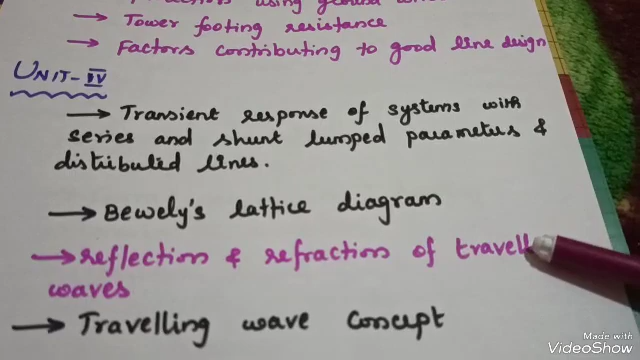 → Tower footing resistance
→ Factors contributing to good line design
UNIT-IV
→ Transient response of systems with
series and shunt lumped parameters &
distributed lines.
→ Bewely's lattice diagram
→ reflection & refraction of travell
waves
→ Travelling wave concept
Made with
VideoShow